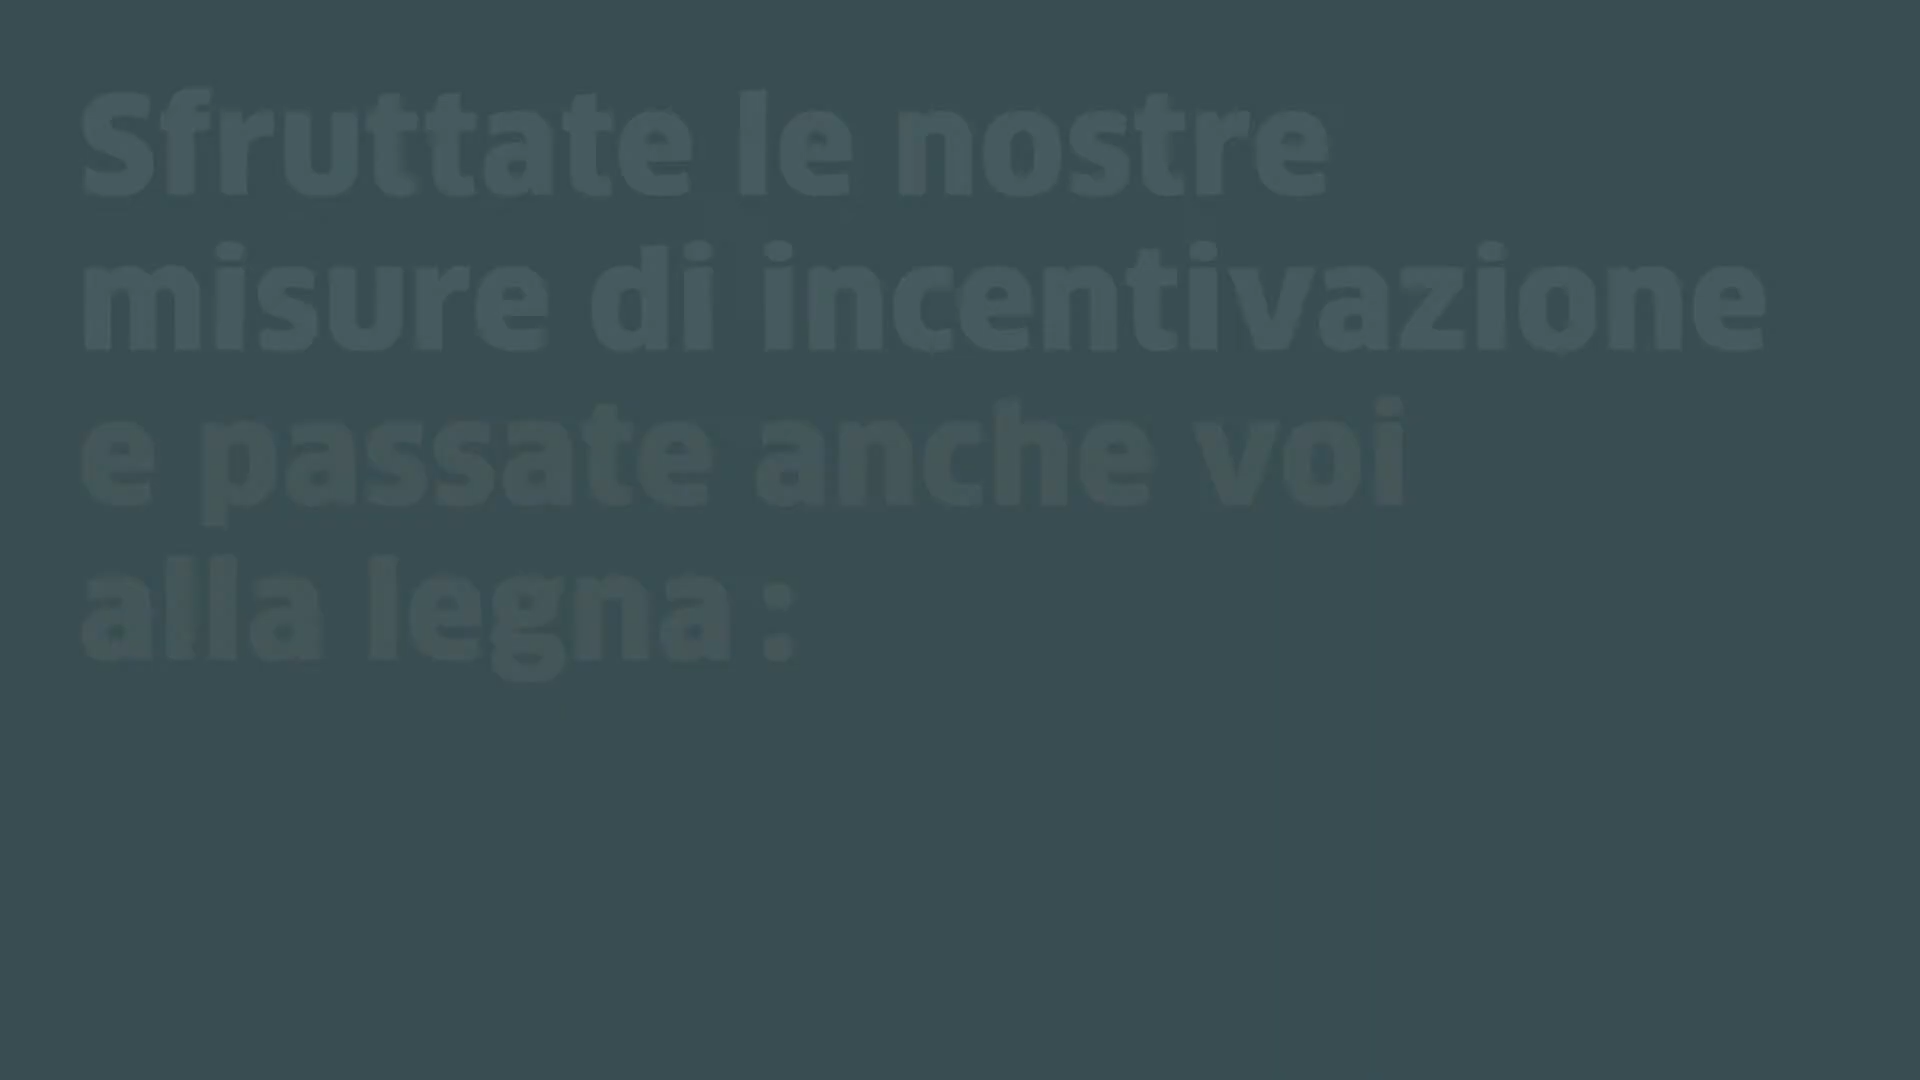 Sfruttate le nostre
misure di incentivazione
e passate anche voi
alla legna :